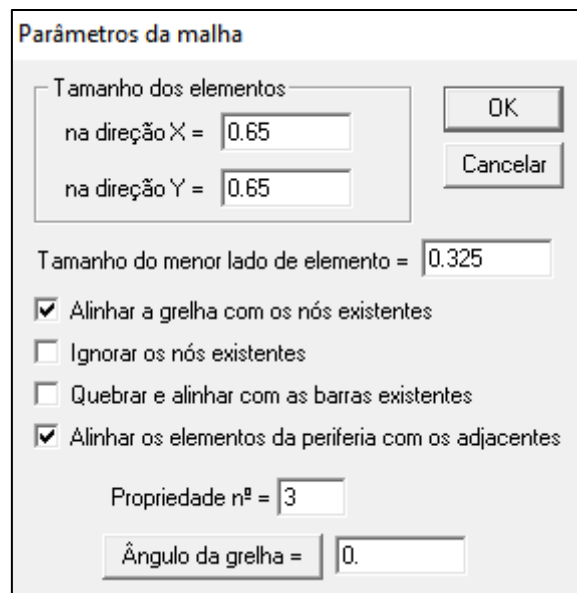 Parâmetros da malha
Tamanho dos elementos
na direção X = 0.65
OK
na direção Y = 0.65
Cancelar
Tamanho do menor lado de elemento = 0.325
Alinhar a grelha com os nós existentes
Ignorar os nós existentes
Quebrar e alinhar com as barras existentes
Alinhar os elementos da periferia com os adjacentes
Propriedade nº = 3
Ângulo da grelha = 0.